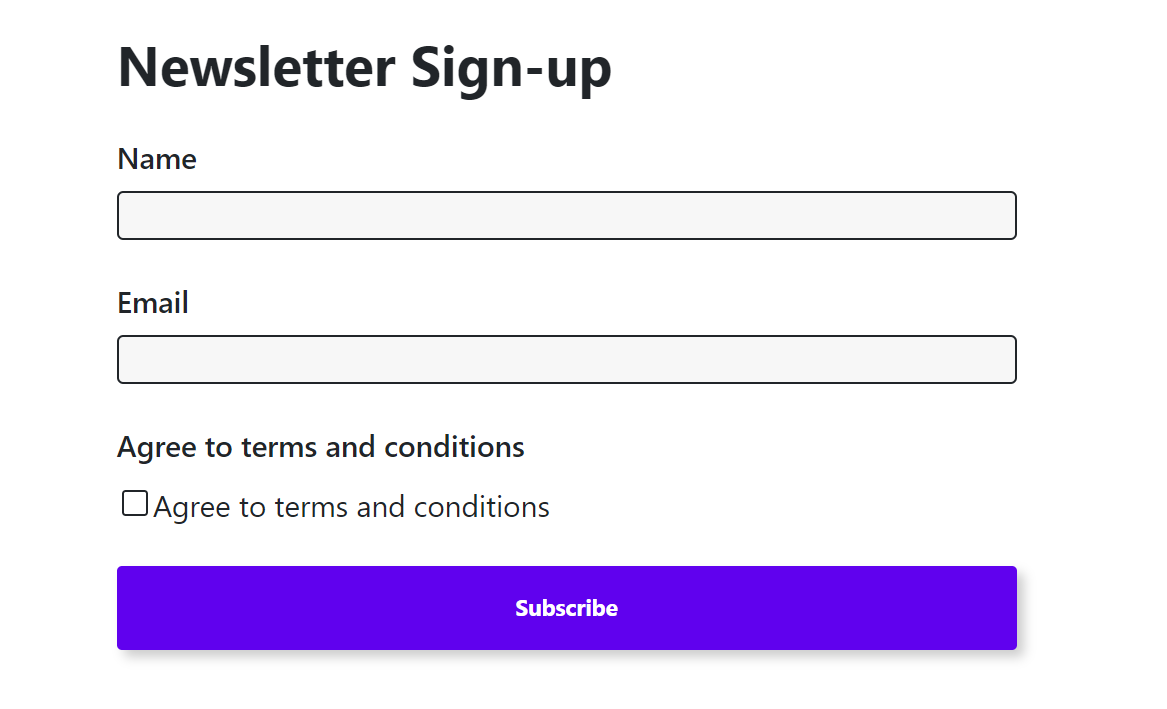 Newsletter Sign-up
Name
Email
Agree to terms and conditions
Agree to terms and conditions
Subscribe